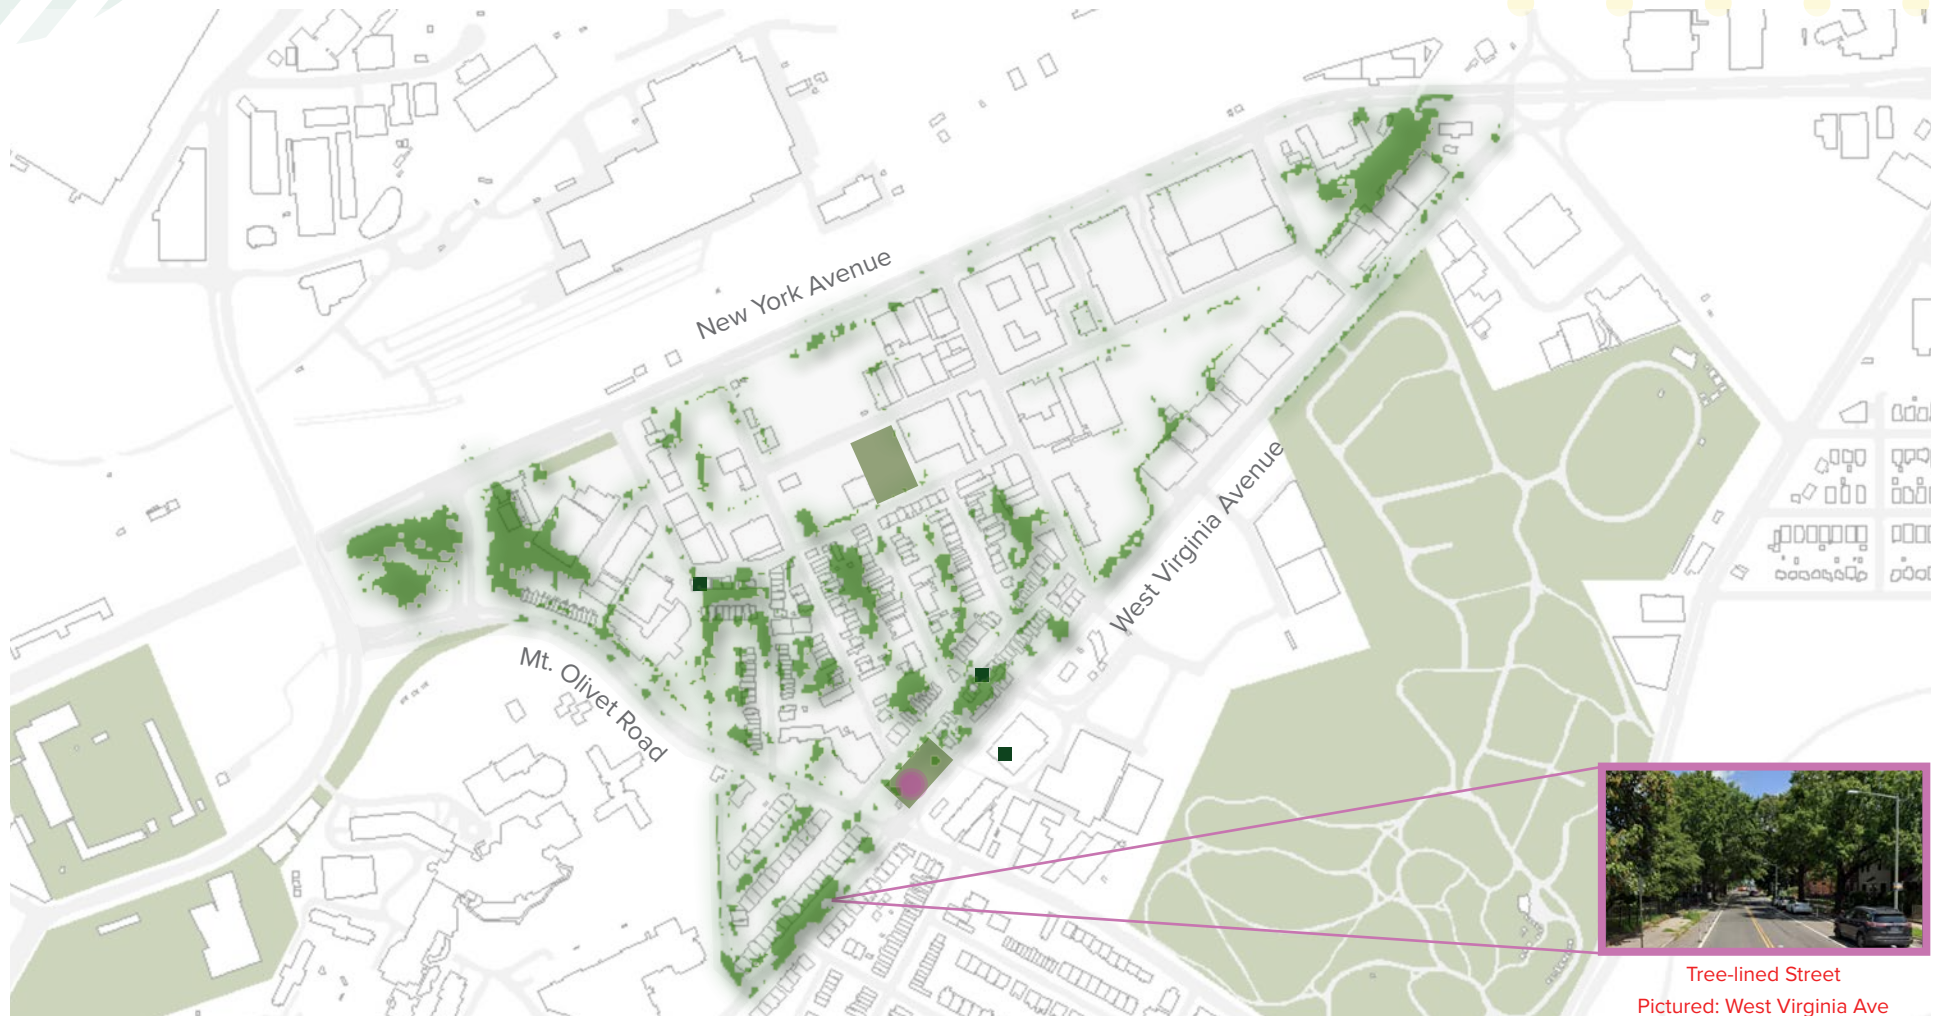 New York Avenue
West Virginia Avenue
Mt. Olivet Road
Tree-lined Street
Pictured: West Virginia Ave